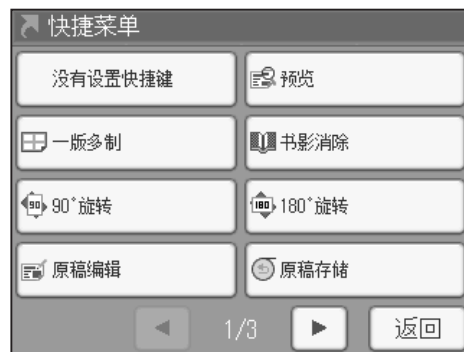 快捷菜单
没有设置快捷键
预览
一版多制
书影消除
90 90°旋转
180 180°旋转
原稿编辑
原稿存储
1/3
返回